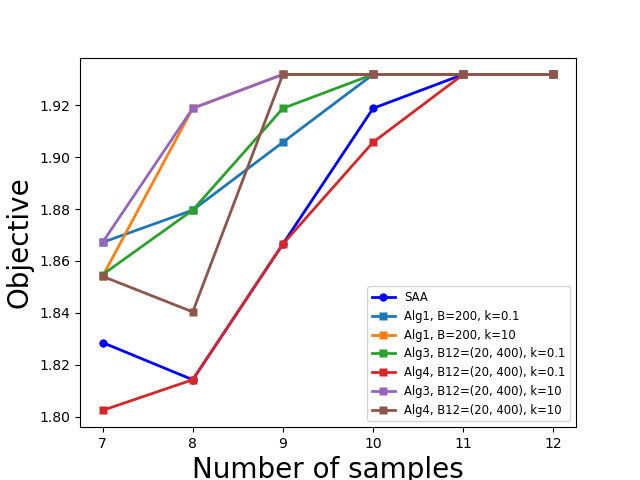 1.92
1.90
1.88
1.86
1.84
1.82
1.80
Objective
7 8 9 10 11 12
Number of samples
SAA
Alg1, B=200, k=0.1
Alg1, B=200, k=10
Alg3, B12=(20, 400), k=0.1
Alg4, B12=(20, 400), k=0.1
Alg3, B12=(20, 400), k=10
Alg4, B12=(20, 400), k=10